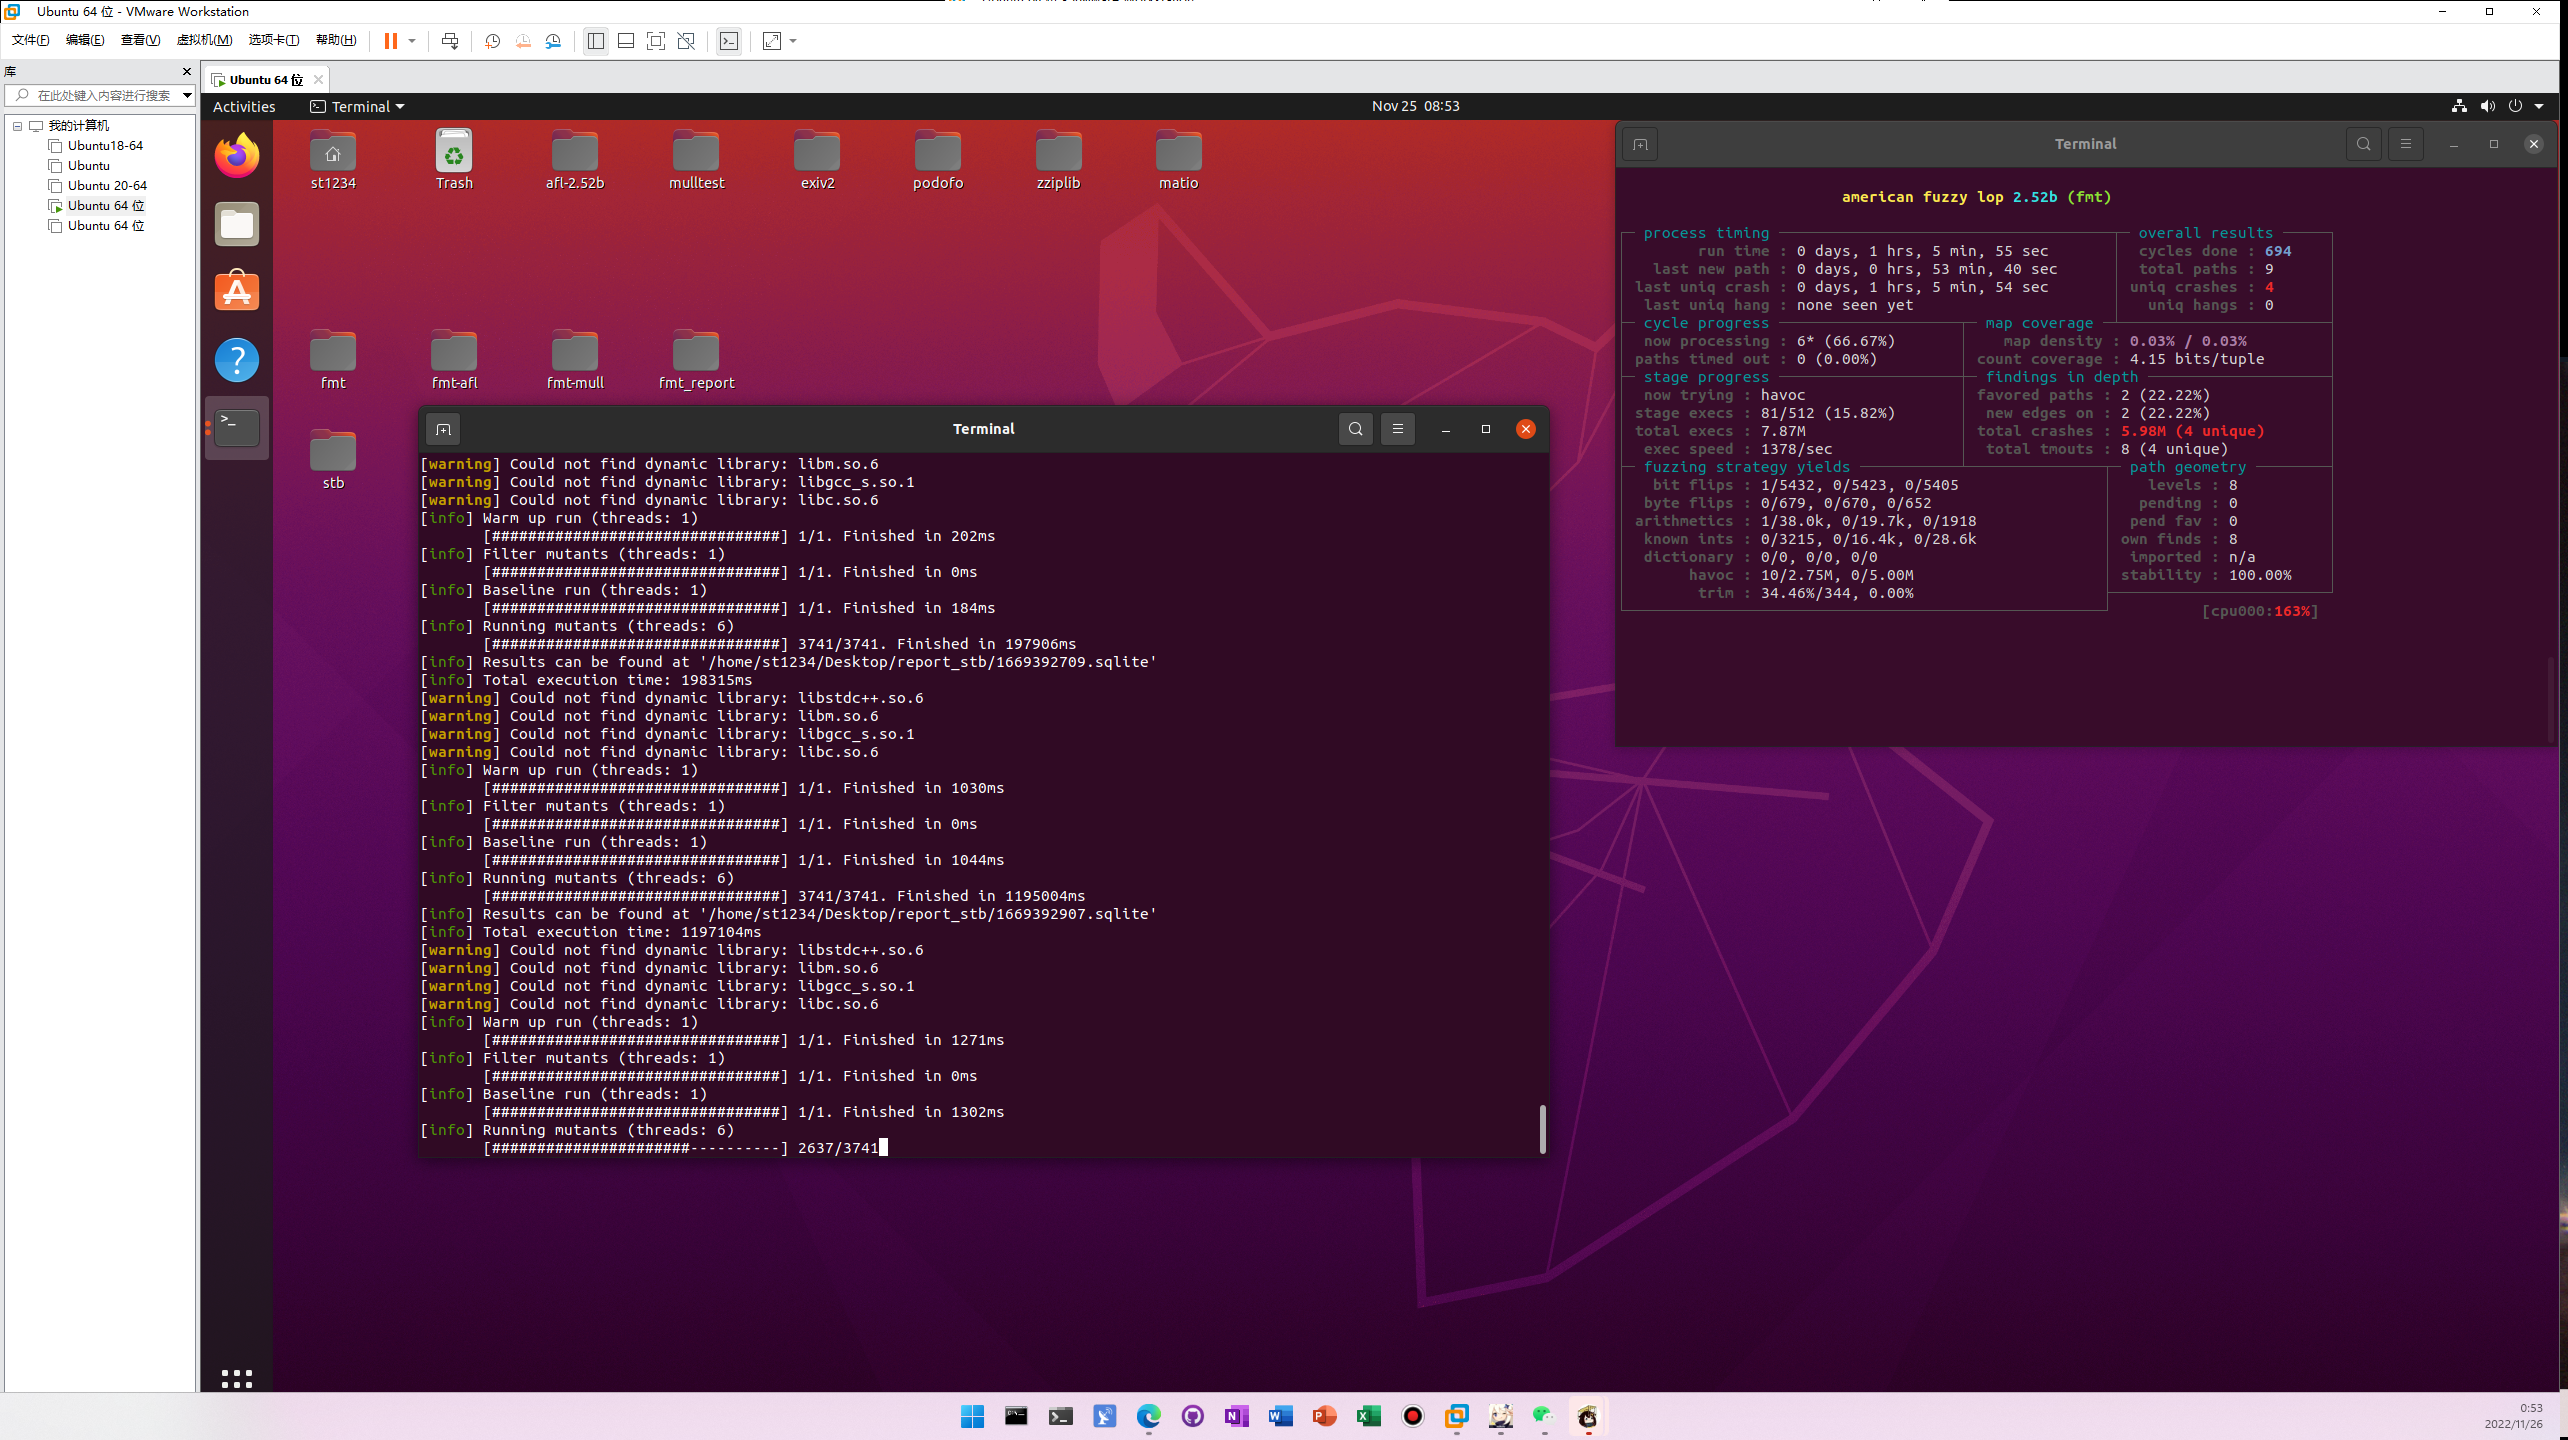 Ubuntu 64 位 - VMware Workstation
文件(F) 编辑(E) 查看(V) 虚拟机(M) 选项卡(T) 帮助(H)
库
在此处键入内容进行搜索
我的计算机
Ubuntu18-64
Ubuntu
Ubuntu 20-64
Ubuntu 64 位
Ubuntu 64 位
Ubuntu 64 位
Activities
Terminal
Nov 25 08:53
st1234
Trash
afl-2.52b
mulltest
exiv2
podofo
zziplib
matio
fmt
fmt-afl
fmt-mull
fmt_report
stb
Terminal
[warning] Could not find dynamic library: libm.so.6
[warning] Could not find dynamic library: libgcc_s.so.1
[warning] Could not find dynamic library: libc.so.6
[info] Warm up run (threads: 1)
[################################] 1/1. Finished in 202ms
[info] Filter mutants (threads: 1)
[################################] 1/1. Finished in 0ms
[info] Baseline run (threads: 1)
[################################] 1/1. Finished in 184ms
[info] Running mutants (threads: 6)
[################################] 3741/3741. Finished in 197906ms
[info] Results can be found at '/home/st1234/Desktop/report_stb/1669392709.sqlite'
[info] Total execution time: 198315ms
[warning] Could not find dynamic library: libstdc++.so.6
[warning] Could not find dynamic library: libm.so.6
[warning] Could not find dynamic library: libgcc_s.so.1
[warning] Could not find dynamic library: libc.so.6
[info] Warm up run (threads: 1)
[################################] 1/1. Finished in 1030ms
[info] Filter mutants (threads: 1)
[################################] 1/1. Finished in 0ms
[info] Baseline run (threads: 1)
[################################] 1/1. Finished in 1044ms
[info] Running mutants (threads: 6)
[################################] 3741/3741. Finished in 1195004ms
[info] Results can be found at '/home/st1234/Desktop/report_stb/1669392907.sqlite'
[info] Total execution time: 1197104ms
[warning] Could not find dynamic library: libstdc++.so.6
[warning] Could not find dynamic library: libm.so.6
[warning] Could not find dynamic library: libgcc_s.so.1
[warning] Could not find dynamic library: libc.so.6
[info] Warm up run (threads: 1)
[################################] 1/1. Finished in 1271ms
[info] Filter mutants (threads: 1)
[################################] 1/1. Finished in 0ms
[info] Baseline run (threads: 1)
[################################] 1/1. Finished in 1302ms
[info] Running mutants (threads: 6)
[######################----------] 2637/3741
Terminal
american fuzzy lop 2.52b (fmt)
process timing
run time : 0 days, 1 hrs, 5 min, 55 sec
last new path : 0 days, 0 hrs, 53 min, 40 sec
last uniq crash : 0 days, 1 hrs, 5 min, 54 sec
last uniq hang : none seen yet
overall results
cycles done : 694
total paths : 9
uniq crashes : 4
uniq hangs : 0
cycle progress
now processing : 6* (66.67%)
paths timed out : 0 (0.00%)
map coverage
map density : 0.03% / 0.03%
count coverage : 4.15 bits/tuple
stage progress
now trying : havoc
stage execs : 81/512 (15.82%)
total execs : 7.87M
exec speed : 1378/sec
findings in depth
favored paths : 2 (22.22%)
new edges on : 2 (22.22%)
total crashes : 5.98M (4 unique)
total tmouts : 8 (4 unique)
fuzzing strategy yields
bit flips : 1/5432, 0/5423, 0/5405
byte flips : 0/679, 0/670, 0/652
arithmetics : 1/38.0k, 0/19.7k, 0/1918
known ints : 0/3215, 0/16.4k, 0/28.6k
dictionary : 0/0, 0/0, 0/0
havoc : 10/2.75M, 0/5.00M
trim : 34.46%/344, 0.00%
path geometry
levels : 8
pending : 0
pend fav : 0
own finds : 8
imported : n/a
stability : 100.00%
[cpu000:163%]
0:53
2022/11/26